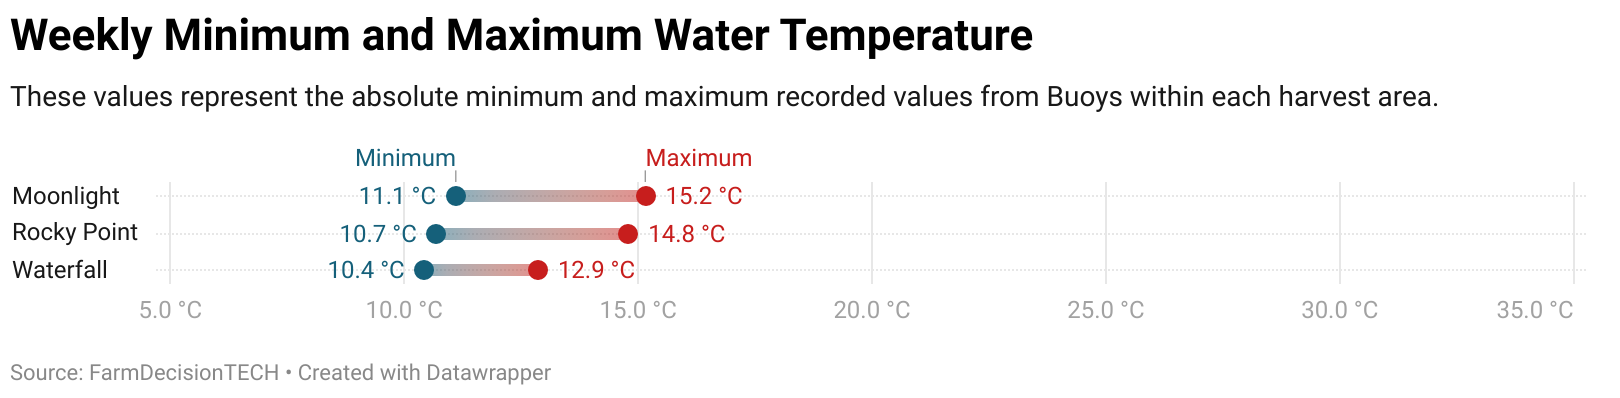 Weekly Minimum and Maximum Water Temperature
These values represent the absolute minimum and maximum recorded values from Buoys within each harvest area.
Minimum Maximum
Moonlight 11.1 °C 15.2 °C
Rocky Point 10.7 °C 14.8 °C
Waterfall 10.4 °C 12.9 °C
5.0 °C 10.0 °C 15.0 °C 20.0 °C 25.0 °C 30.0 °C 35.0 °C
Source: FarmDecisionTECH • Created with Datawrapper